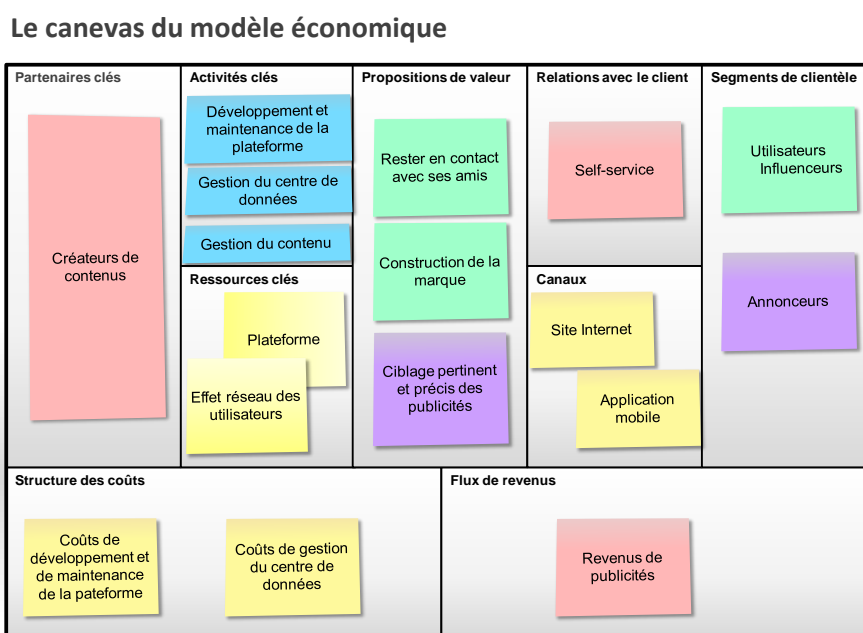 Le canevas du modèle économique
Partenaires clés
Créateurs de
contenus
Activités clés
Développement et
maintenance de la
plateforme
Gestion du centre de
données
Gestion du contenu
Ressources clés
Plateforme
Effet réseau des
utilisateurs
Propositions de valeur
Rester en contact
avec ses amis
Construction de la
marque
Ciblage pertinent
et précis des
publicités
Relations avec le client
Self-service
Canaux
Site Internet
Application
mobile
Segments de clientèle
Utilisateurs
Influenceurs
Annonceurs
Structure des coûts
Coûts de
développement et
de maintenance
de la pateforme
Coûts de gestion
du centre de
données
Flux de revenus
Revenus de
publicités